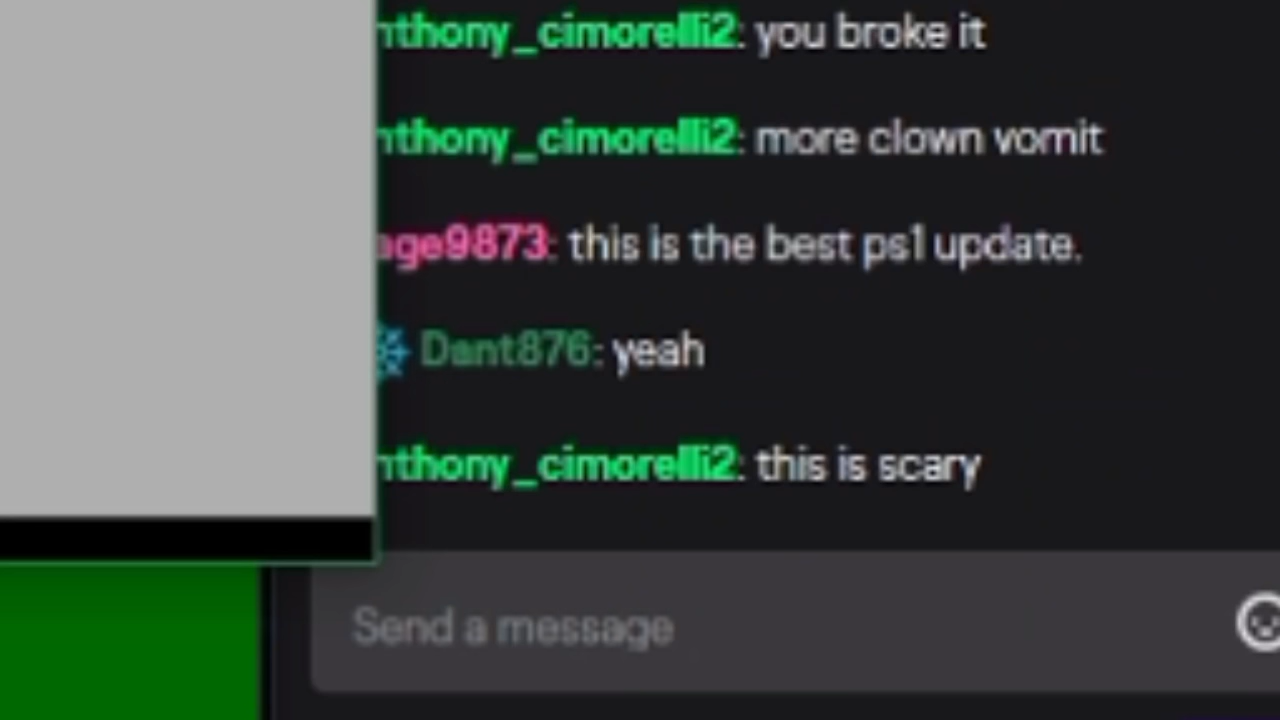 nthony_cimorelli2: you broke it
nthony_cimorelli2: more clown vomit
age9873: this is the best ps1 update.
Dant876: yeah
nthony_cimorelli2: this is scary
Send a message